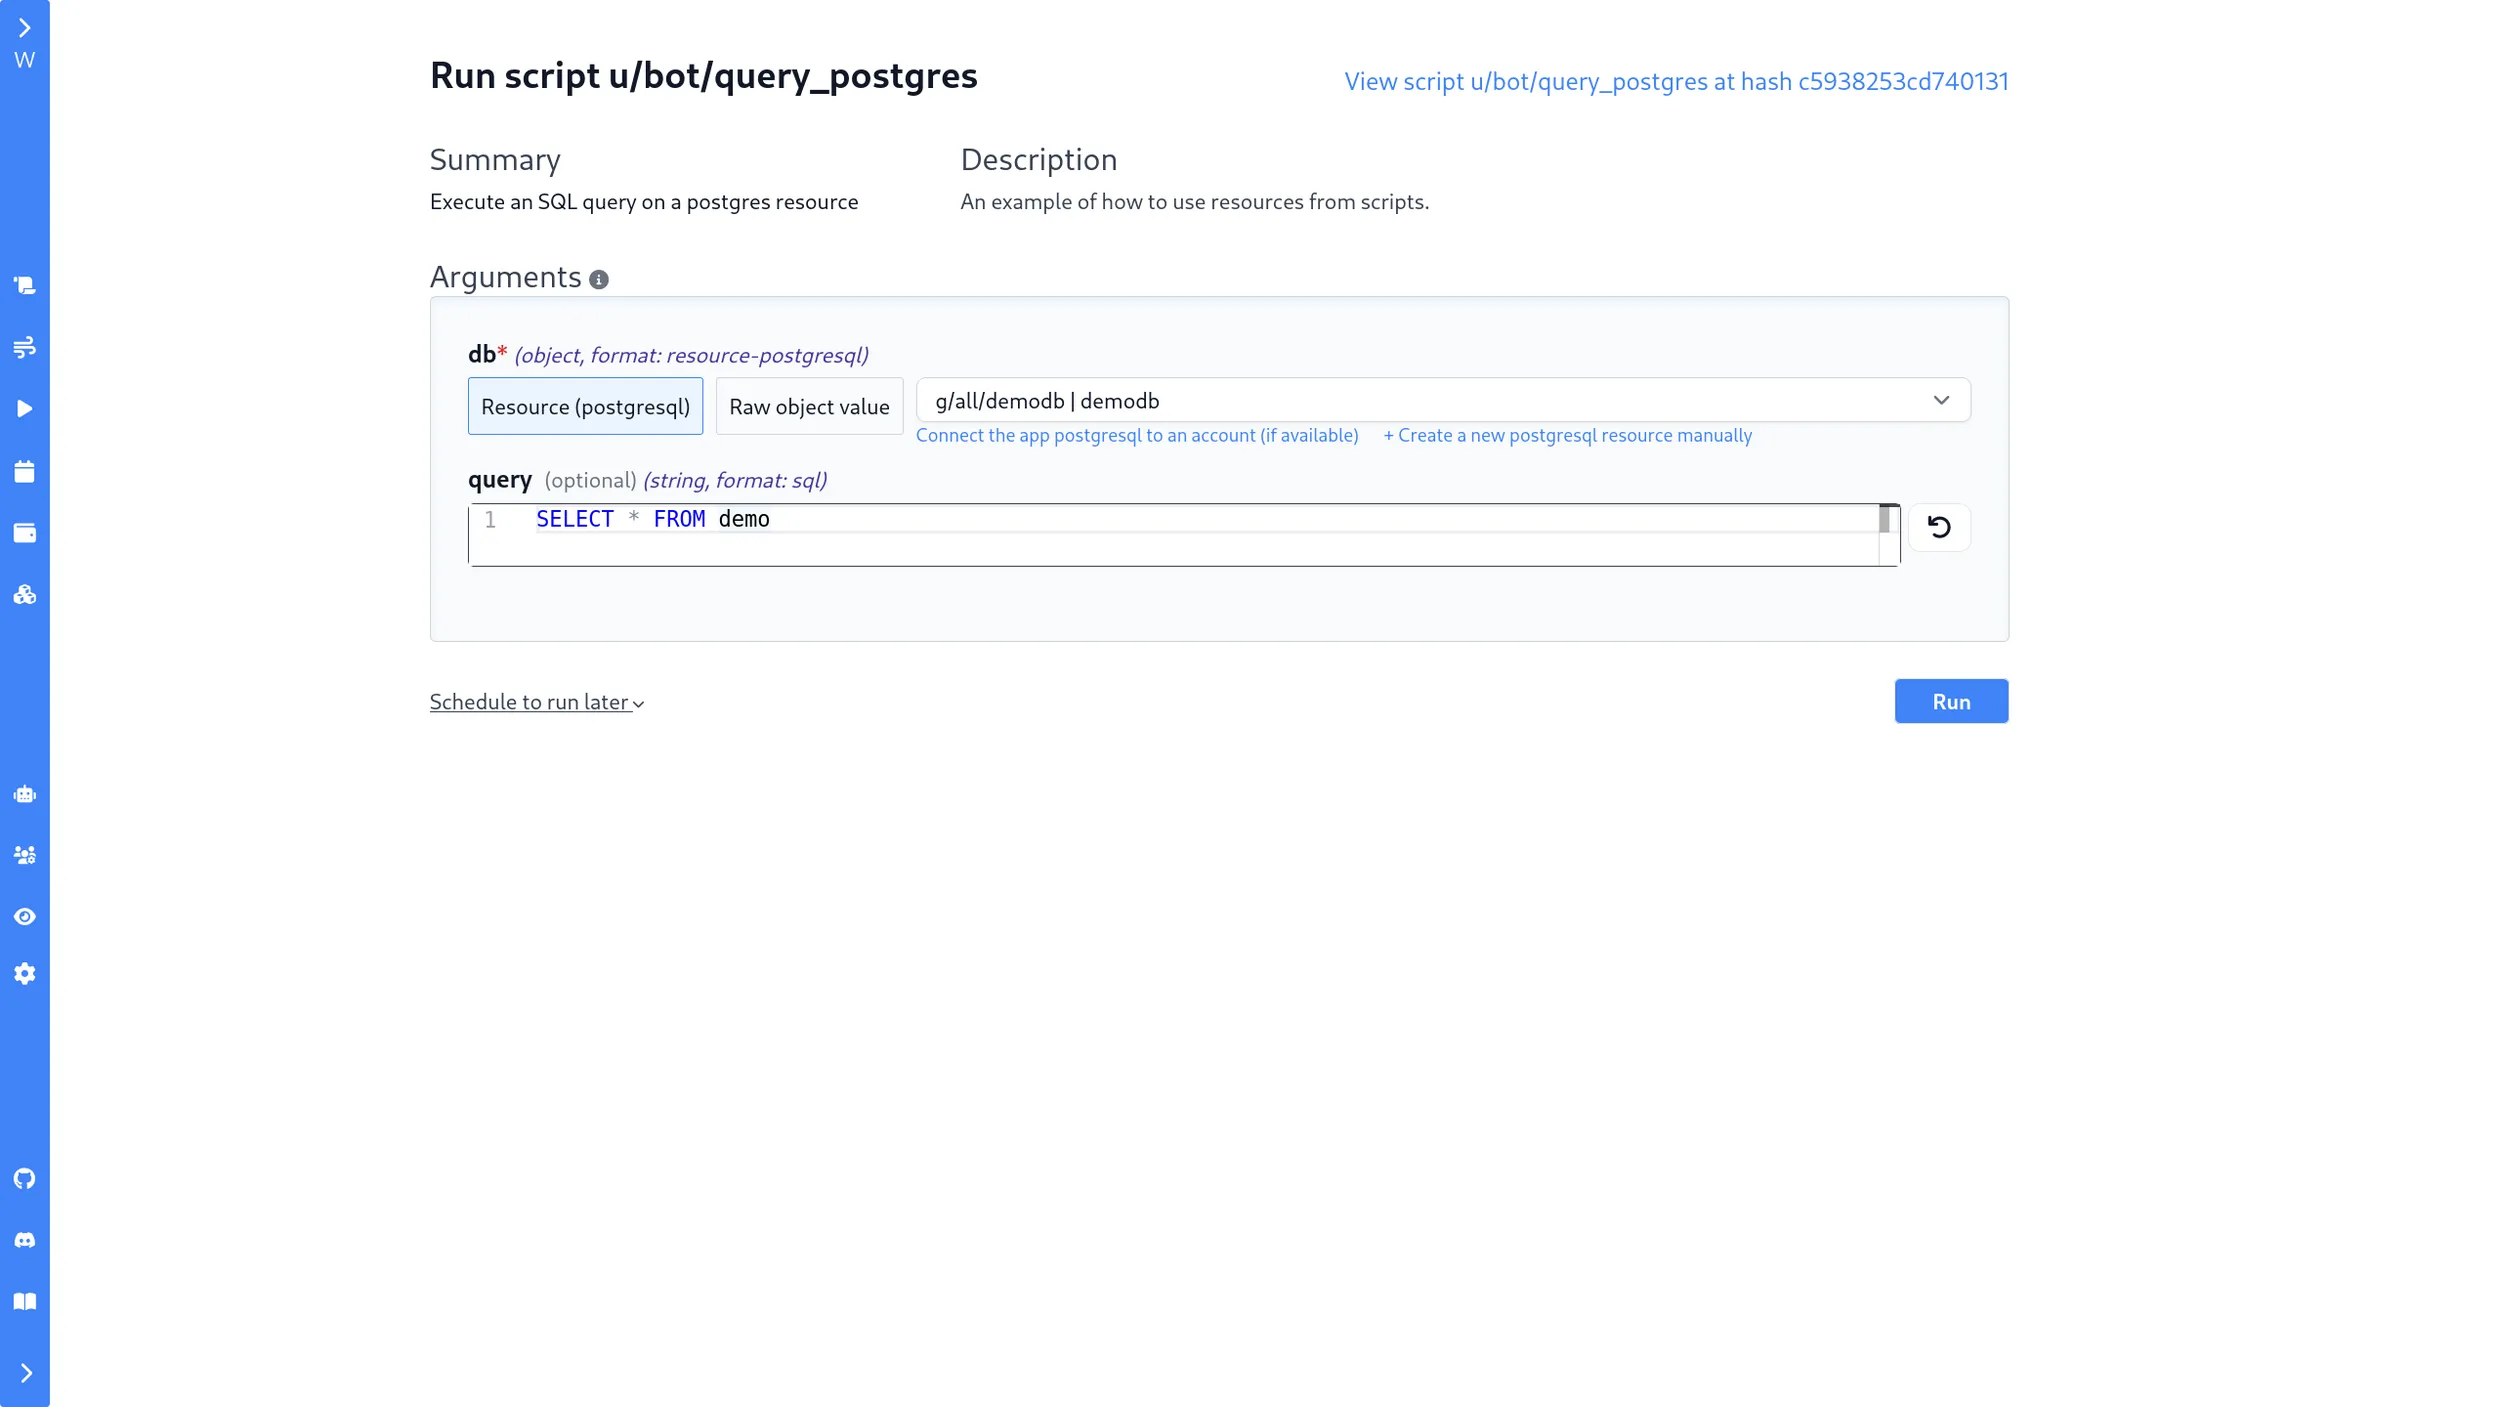 W
Run script u/bot/query_postgres
View script u/bot/query_postgres at hash c5938253cd740131
Summary
Description
Execute an SQL query on a postgres resource
An example of how to use resources from scripts.
Arguments
db* (object, format: resource-postgresql)
Resource (postgresql)
Raw object value
g/all/demodb | demodb
Connect the app postgresql to an account (if available)
+ Create a new postgresql resource manually
query (optional) (string, format: sql)
1 SELECT * FROM demo
Schedule to run later
Run